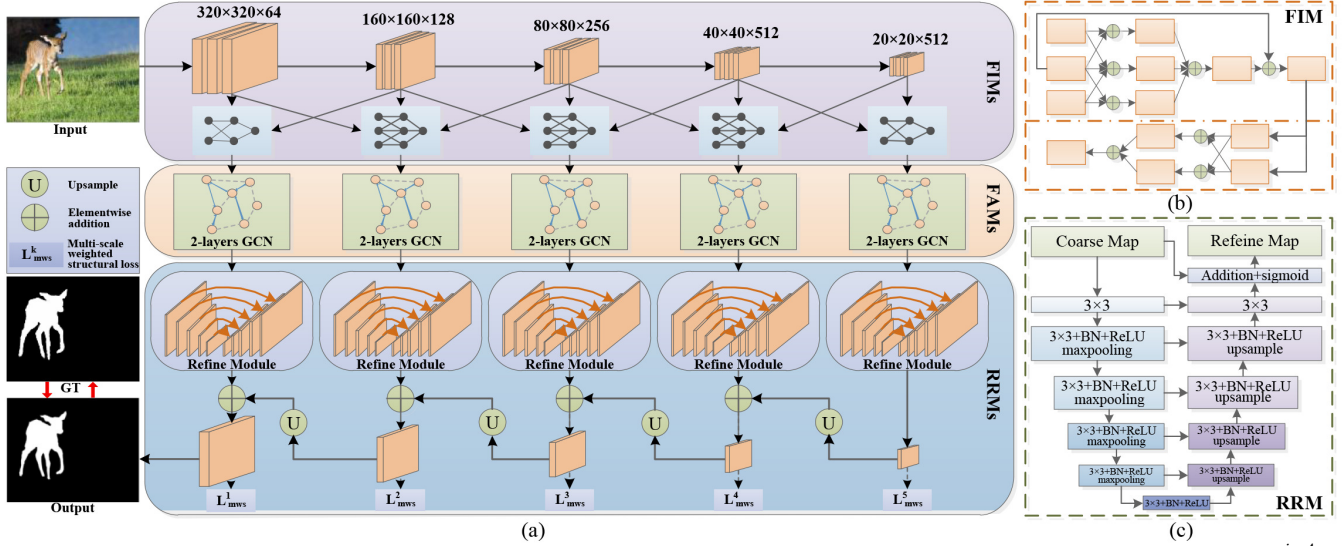 320×320×64
160×160×128
80×80×256
40×40×512
20×20×512
FIMs
Input
U
Upsample
Elementwise
addition
L^k_mws
Multi-scale
weighted
structural loss
2-layers GCN
2-layers GCN
2-layers GCN
2-layers GCN
2-layers GCN
FAMs
Refine Module
Refine Module
Refine Module
Refine Module
Refine Module
RRMs
GT
U
U
U
U
Output
L^1_mws
L^2_mws
L^3_mws
L^4_mws
L^5_mws
(a)
FIM
(b)
Coarse Map
Refeine Map
Addition+sigmoid
3×3
3×3
3×3+BN+ReLU
maxpooling
3×3+BN+ReLU
upsample
3×3+BN+ReLU
maxpooling
3×3+BN+ReLU
upsample
3×3+BN+ReLU
maxpooling
3×3+BN+ReLU
upsample
3×3+BN+ReLU
maxpooling
3×3+BN+ReLU
upsample
3×3+BN+ReLU
RRM
(c)